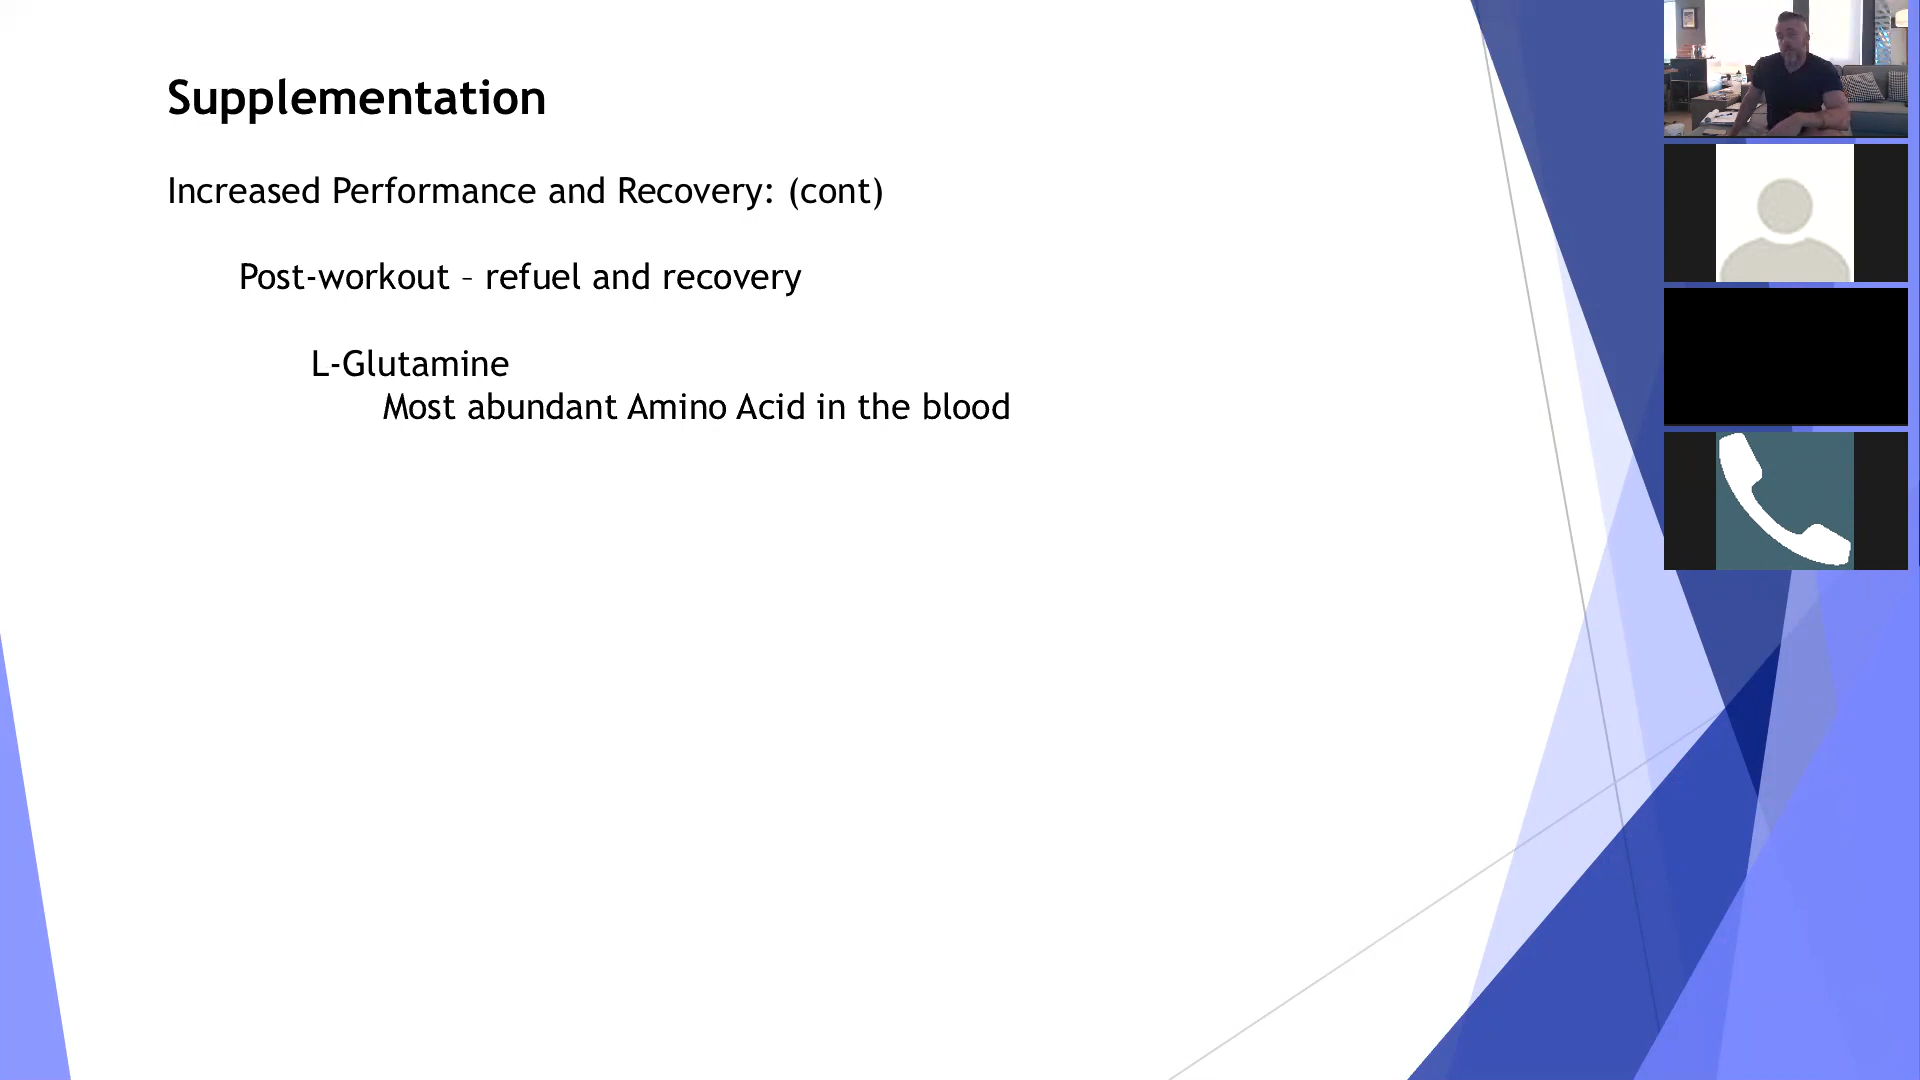 Supplementation
Increased Performance and Recovery: (cont)
Post-workout – refuel and recovery
L-Glutamine
Most abundant Amino Acid in the blood